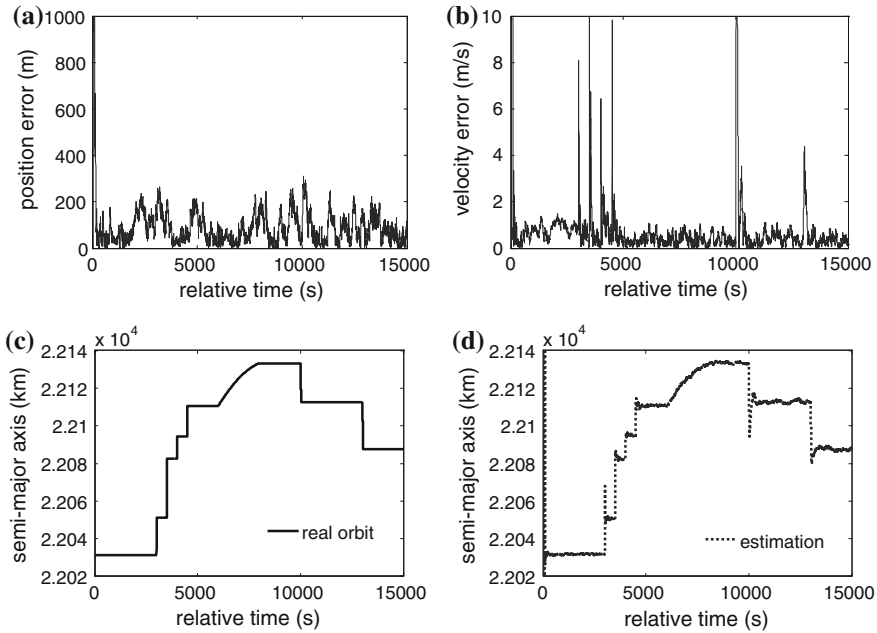 (a)
1000
800
600
400
200
0
position error (m)
0 5000 10000 15000
relative time (s)
(b)
10
8
6
4
2
0
velocity error (m/s)
0 5000 10000 15000
relative time (s)
(c)
x 10⁴
2.214
2.212
2.21
2.208
2.206
2.204
2.202
semi-major axis (km)
real orbit
0 5000 10000 15000
relative time (s)
(d)
x 10⁴
2.214
2.212
2.21
2.208
2.206
2.204
2.202
semi-major axis (km)
estimation
0 5000 10000 15000
relative time (s)